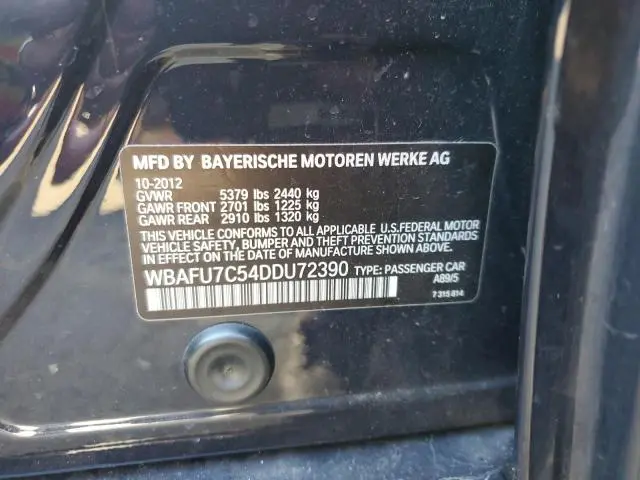 MFD BY BAYERISCHE MOTOREN WERKE AG
10-2012
GVWR 5379 lbs 2440 kg
GAWR FRONT 2701 lbs 1225 kg
GAWR REAR 2910 lbs 1320 kg
THIS VEHICLE CONFORMS TO ALL APPLICABLE U.S.FEDERAL MOTOR
VEHICLE SAFETY, BUMPER AND THEFT PREVENTION STANDARDS
IN EFFECT ON THE DATE OF MANUFACTURE SHOWN ABOVE.
WBAFU7C54DDU72390 TYPE: PASSENGER CAR
A89/5
7 315 814